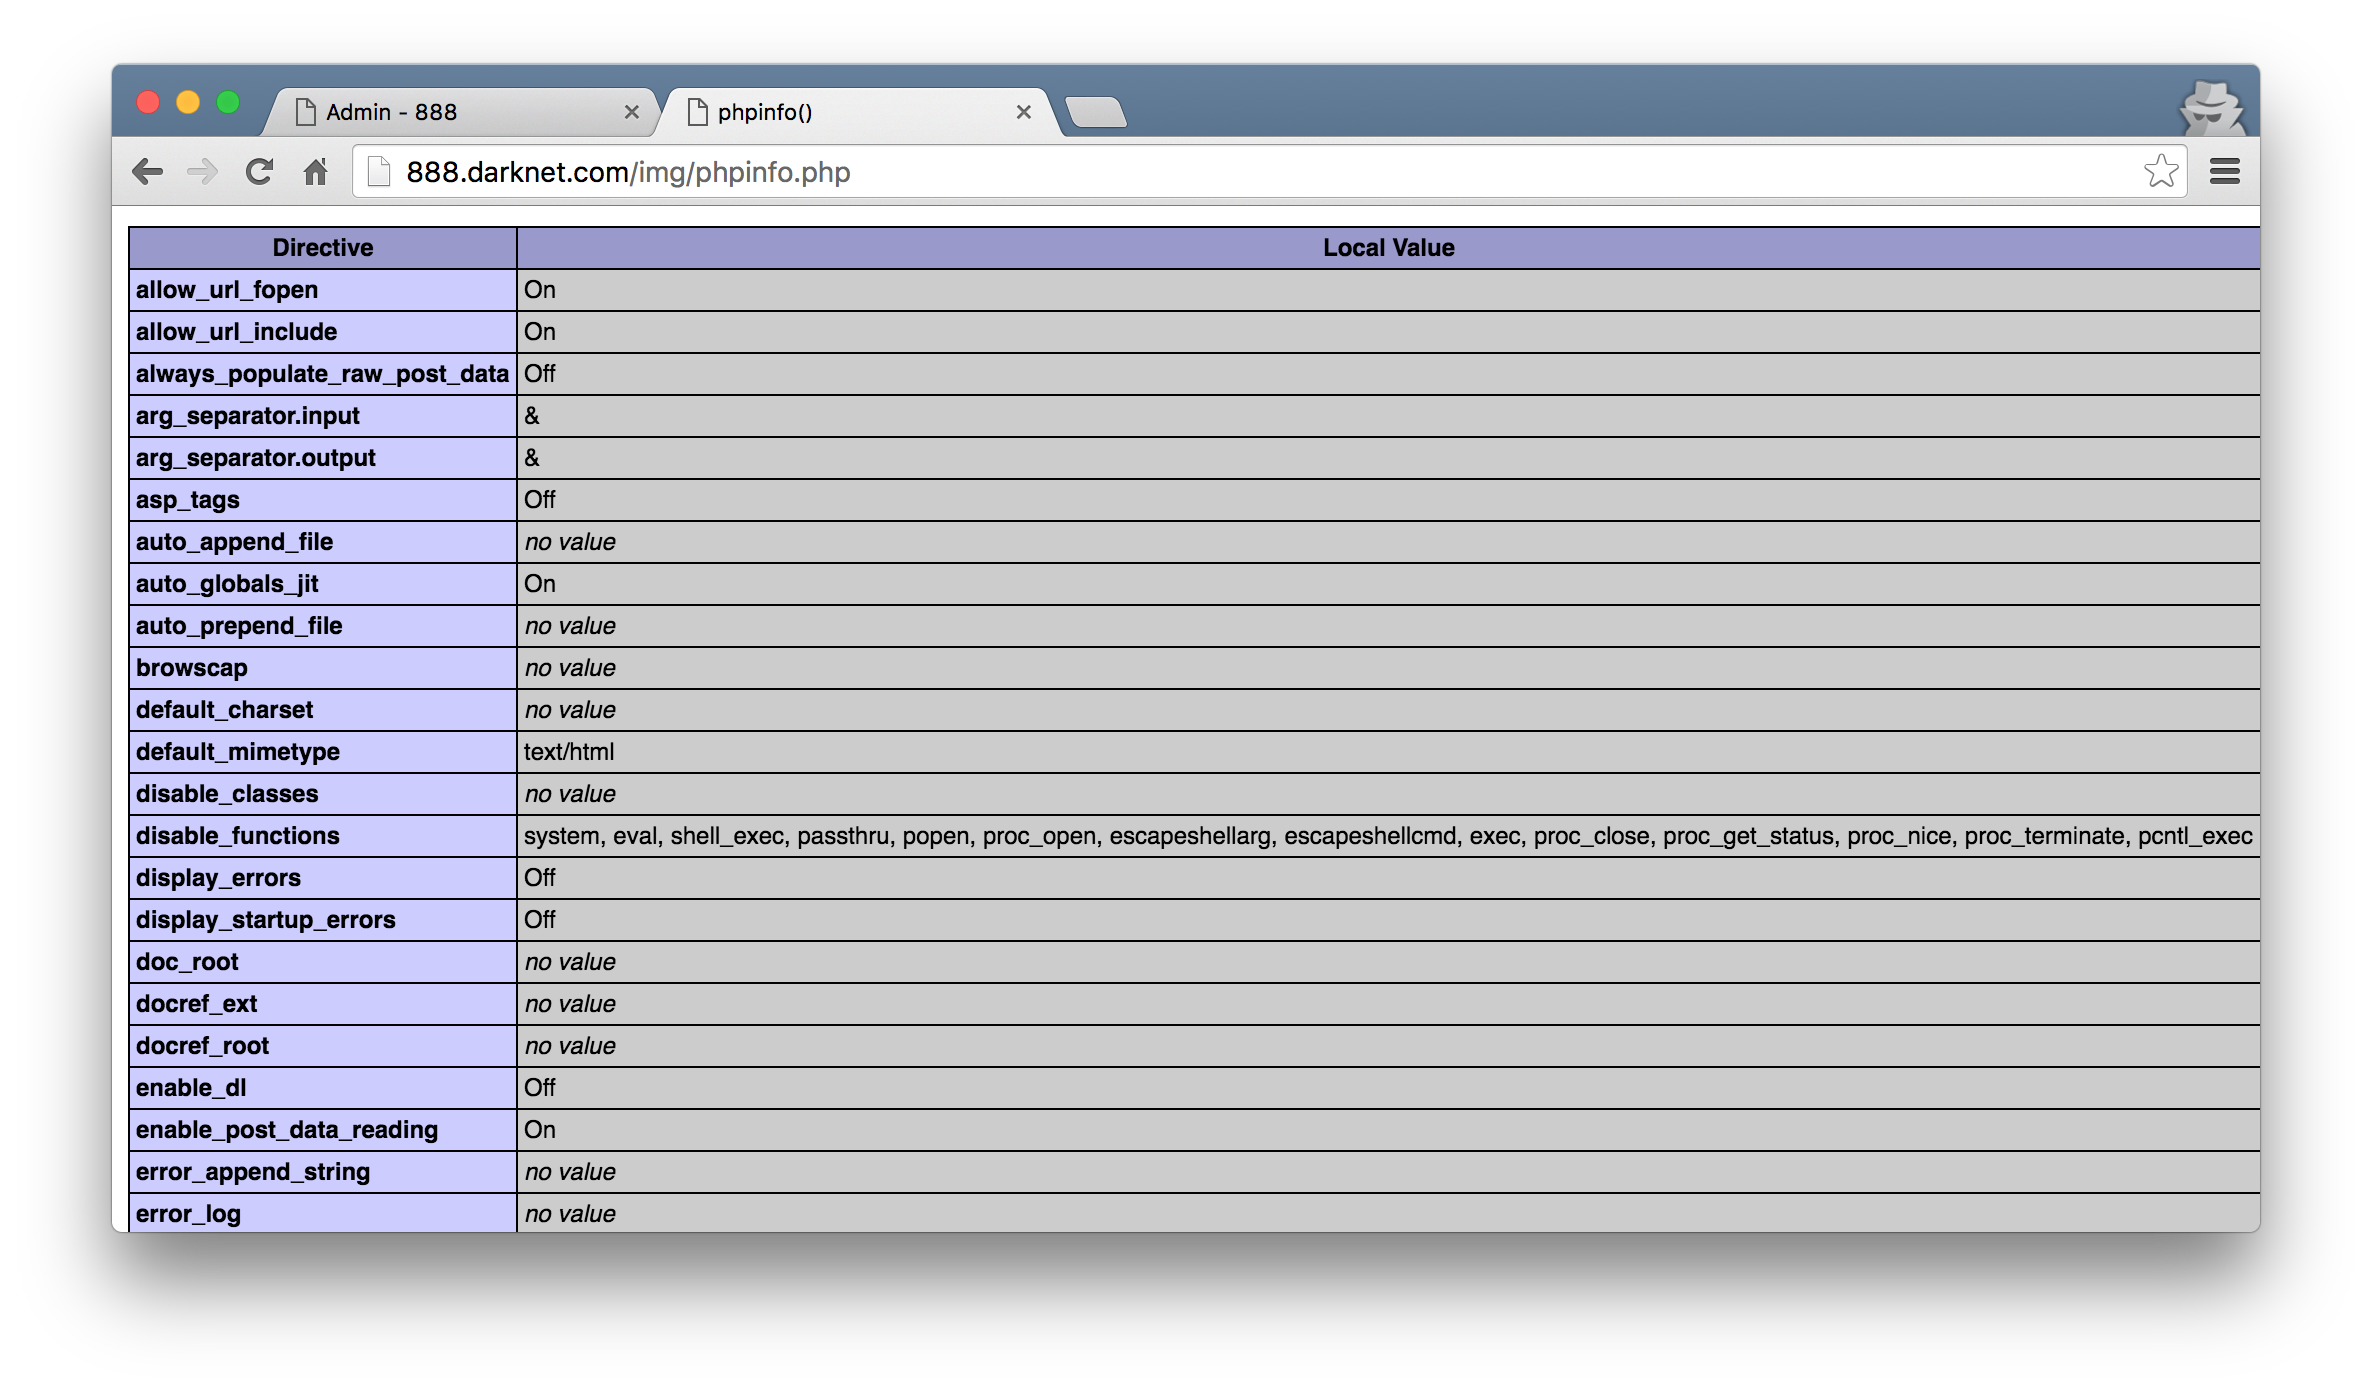 Admin - 888
phpinfo()
888.darknet.com/img/phpinfo.php
Directive Local Value
allow_url_fopen On
allow_url_include On
always_populate_raw_post_data Off
arg_separator.input &
arg_separator.output &
asp_tags Off
auto_append_file no value
auto_globals_jit On
auto_prepend_file no value
browscap no value
default_charset no value
default_mimetype text/html
disable_classes no value
disable_functions system, eval, shell_exec, passthru, popen, proc_open, escapeshellarg, escapeshellcmd, exec, proc_close, proc_get_status, proc_nice, proc_terminate, pcntl_exec
display_errors Off
display_startup_errors Off
doc_root no value
docref_ext no value
docref_root no value
enable_dl Off
enable_post_data_reading On
error_append_string no value
error_log no value